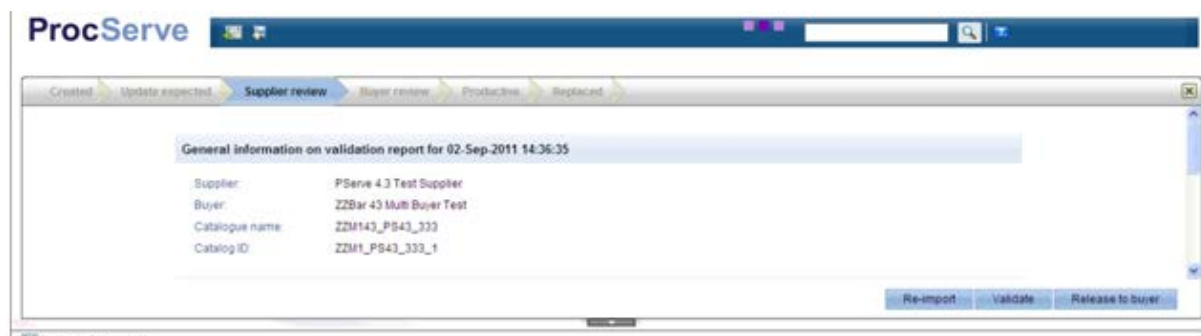 ProcServe
Created Update expected Supplier review Buyer review Productive Replaced
General information on validation report for 02-Sep-2011 14:36:35
Supplier: PServe 4.3 Test Supplier
Buyer: ZZBar 43 Multi Buyer Test
Catalogue name: ZZM143_PS43_333
Catalog ID: ZZM1_PS43_333_1
Re-import Validate Release to buyer